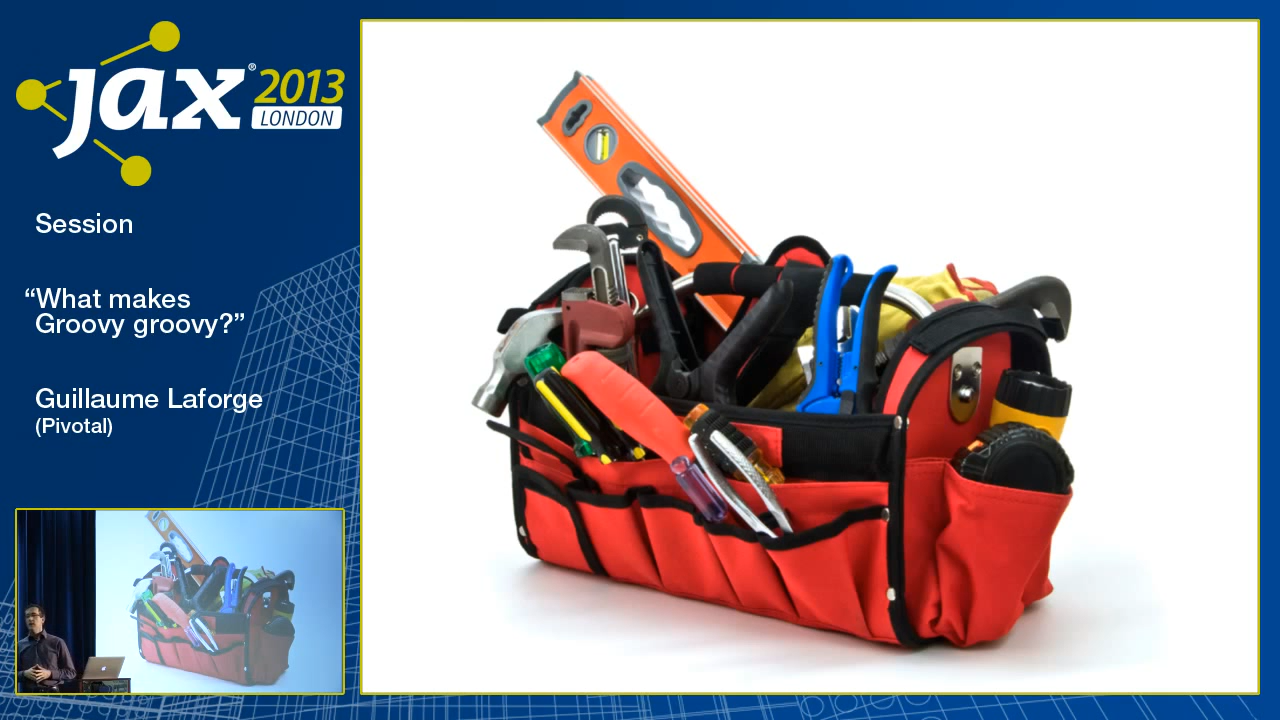 jax® 2013
LONDON
Session
“What makes
Groovy groovy?”
Guillaume Laforge
(Pivotal)